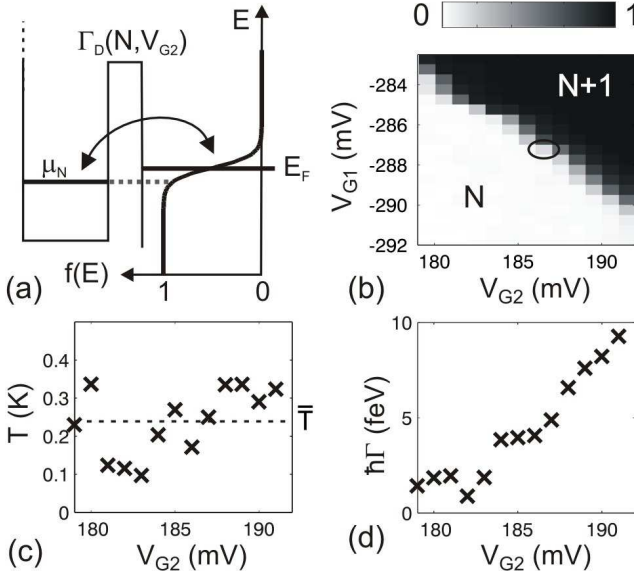 E
Γ_D(N,V_G2)
μ_N
E_F
f(E)
1
0
(a)
0
1
-284
-286
-288
-290
-292
V_G1 (mV)
N+1
N
180
185
190
V_G2 (mV)
(b)
0.4
0.3
0.2
0.1
0
T (K)
T̿
180
185
190
V_G2 (mV)
(c)
10
5
0
ħΓ (feV)
180
185
190
V_G2 (mV)
(d)